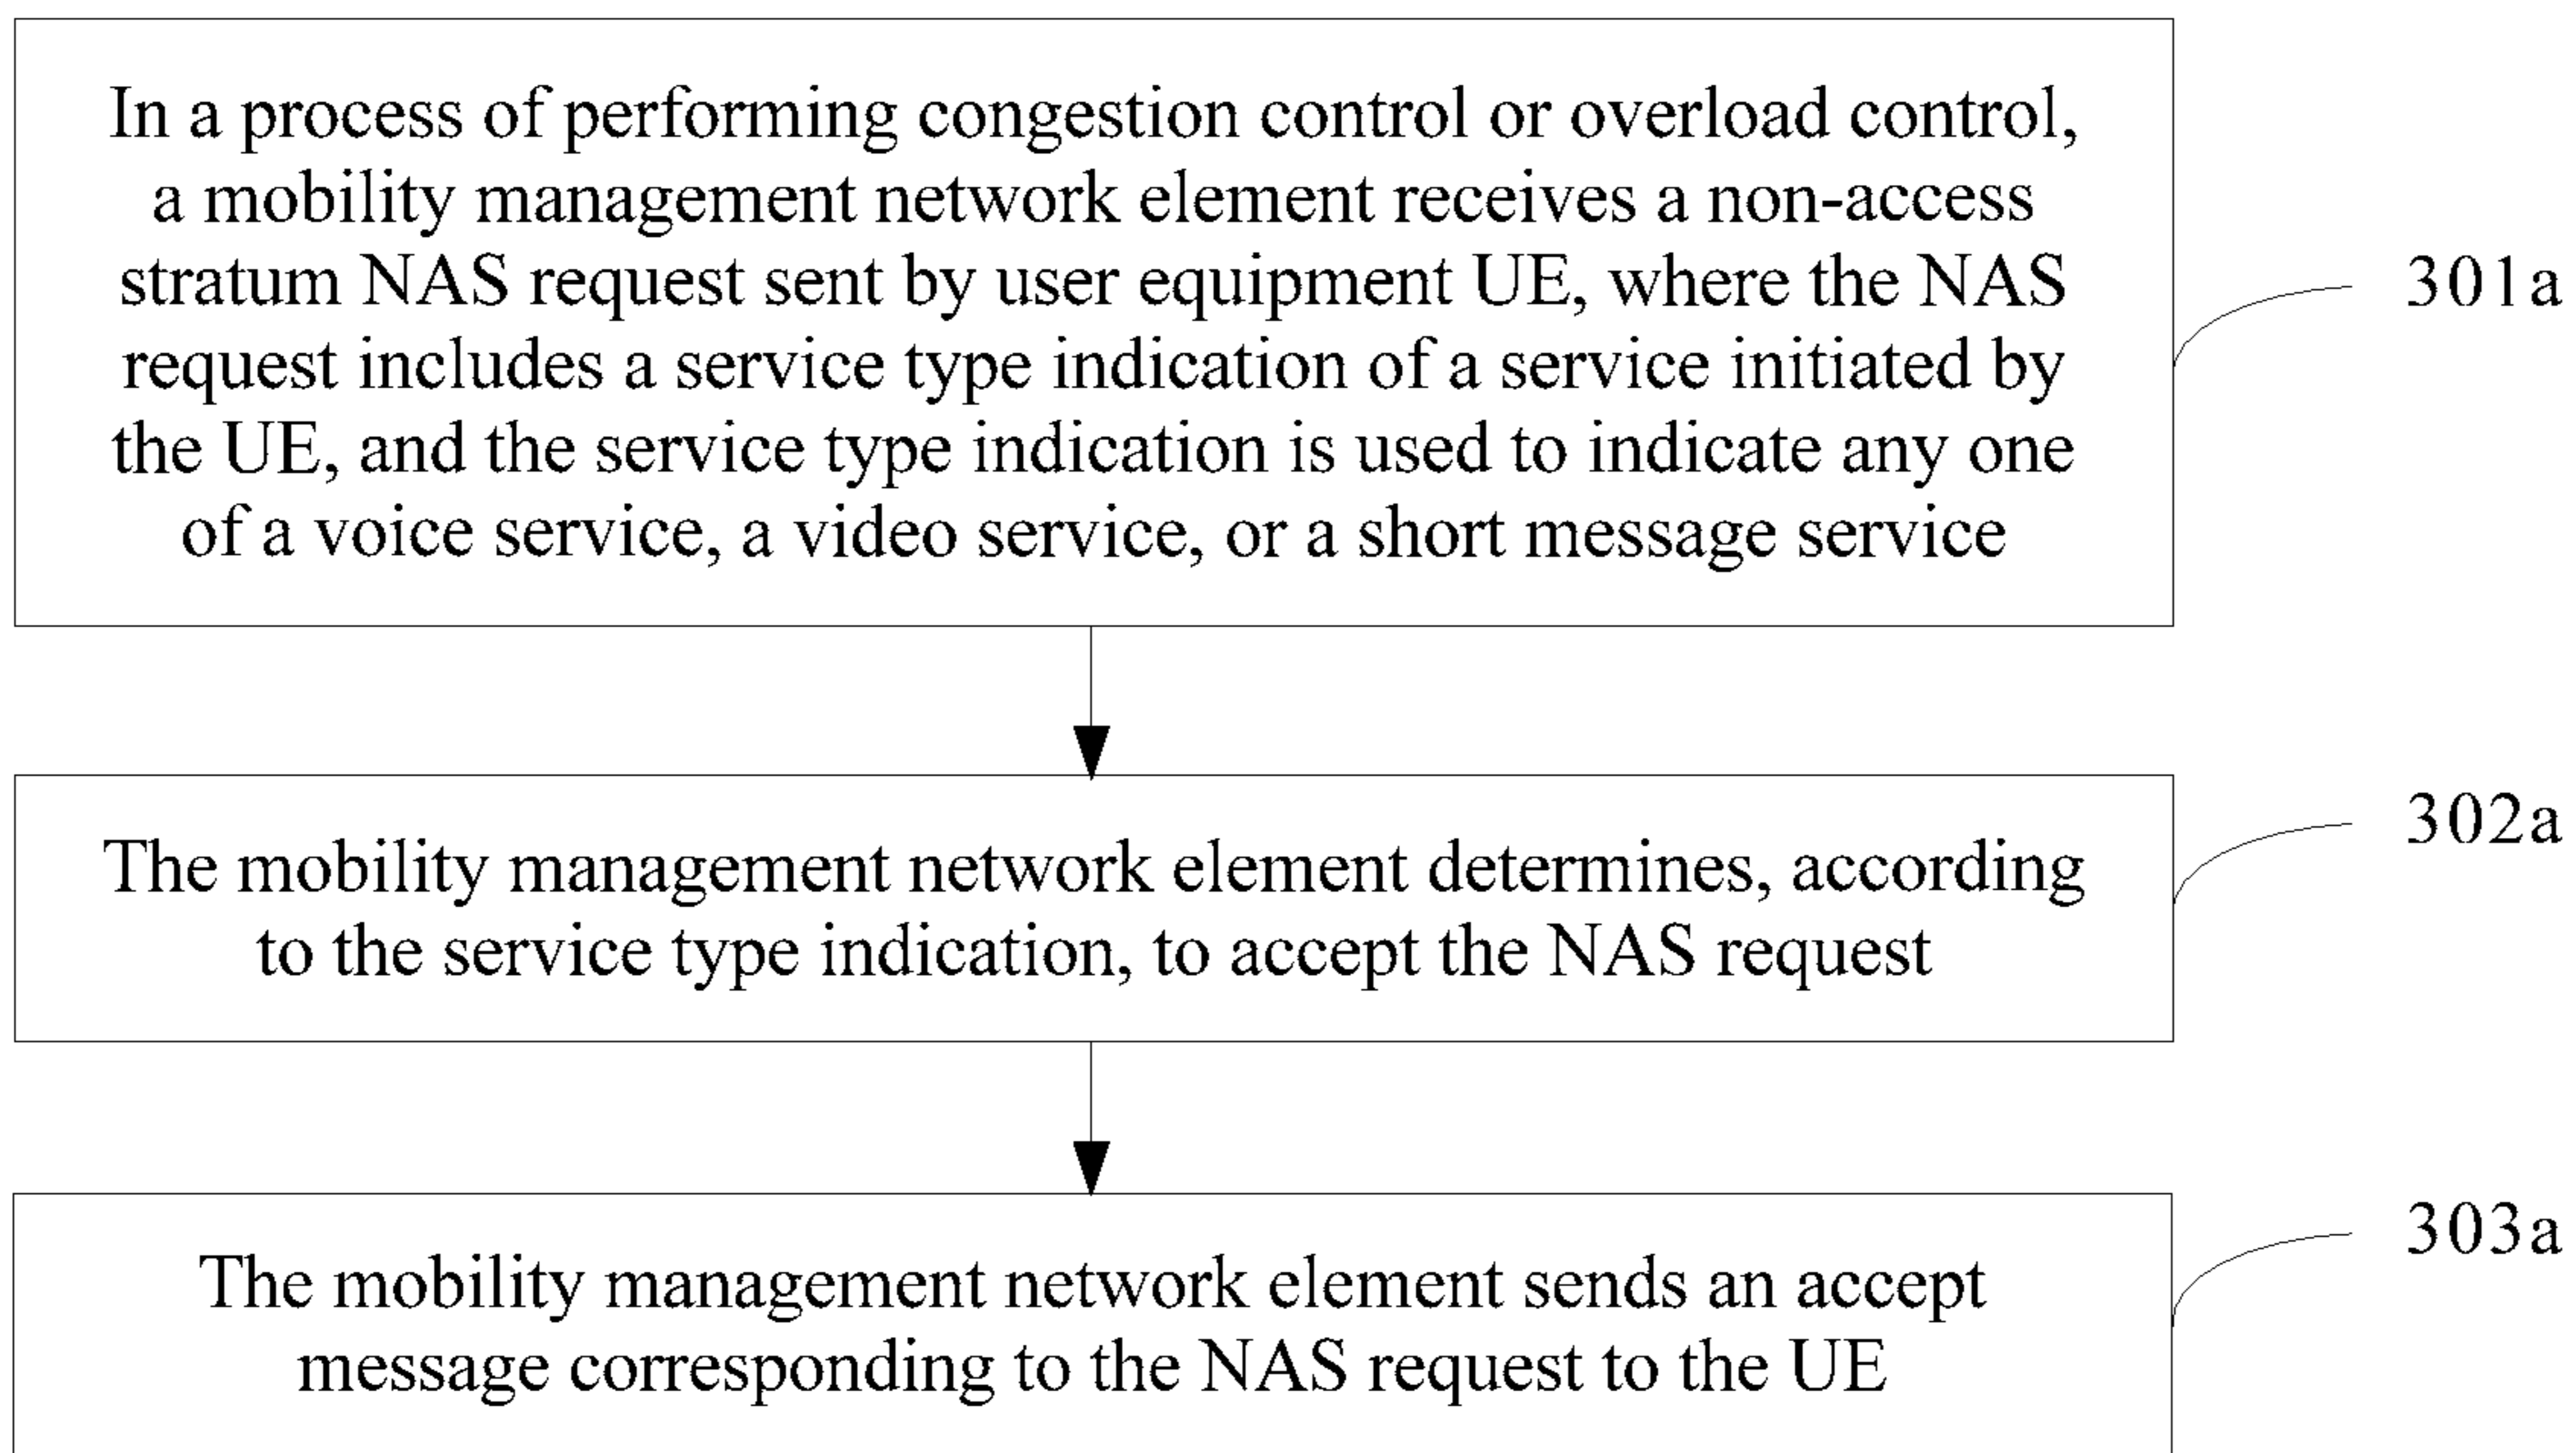 In a process of performing congestion control or overload control,
a mobility management network element receives a non-access
stratum NAS request sent by user equipment UE, where the NAS
request includes a service type indication of a service initiated by
the UE, and the service type indication is used to indicate any one
of a voice service, a video service, or a short message service
301a
The mobility management network element determines, according
to the service type indication, to accept the NAS request
302a
The mobility management network element sends an accept
message corresponding to the NAS request to the UE
303a